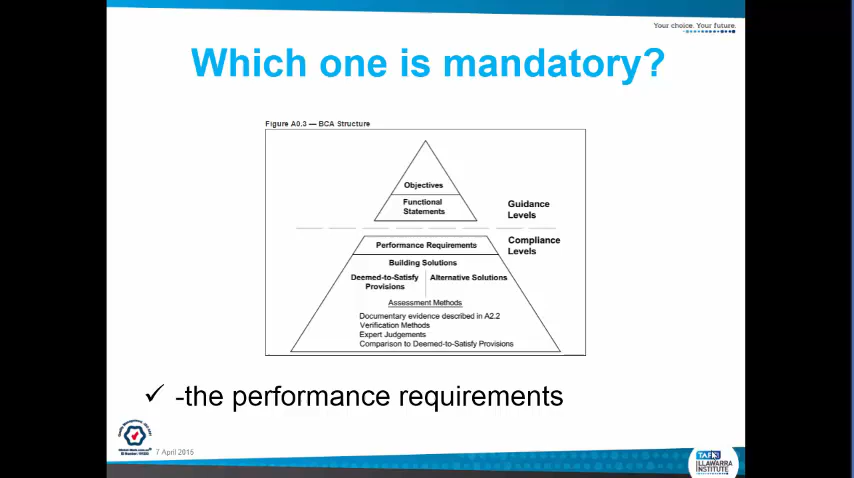 Your choice. Your future.
Which one is mandatory?
Figure A0.3 — BCA Structure
Objectives
Functional
Statements
Guidance
Levels
Performance Requirements
Compliance
Levels
Building Solutions
Deemed-to-Satisfy
Provisions
Alternative Solutions
Assessment Methods
Documentary evidence described in A2.2
Verification Methods
Expert Judgements
Comparison to Deemed-to-Satisfy Provisions
✓ -the performance requirements
7 April 2015
TAFE
ILLAWARRA
INSTITUTE